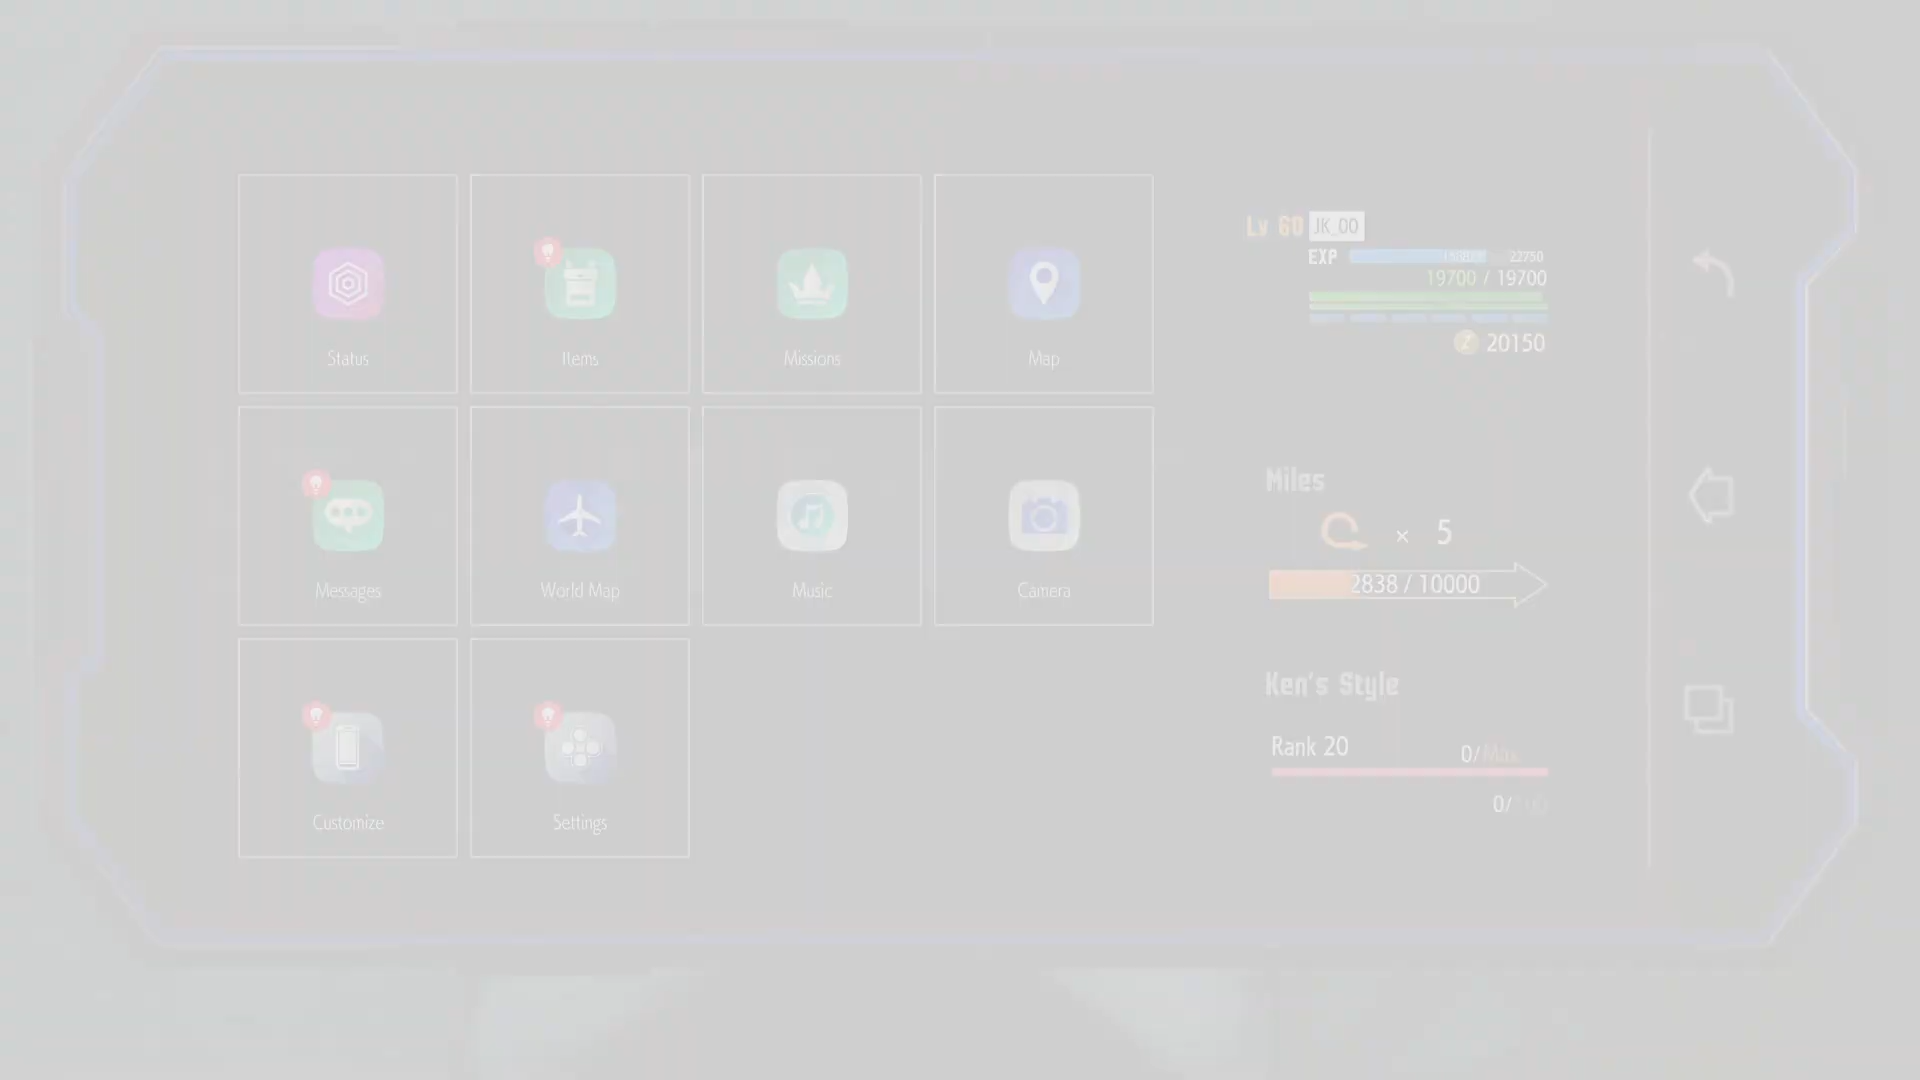 Status
Items
Missions
Map
Messages
World Map
Music
Camera
Customize
Settings
Lv 60 JK_00
EXP 22750
19700 / 19700
Z 20150
Miles
× 5
2838 / 10000
Ken's Style
Rank 20
0/Max
0/